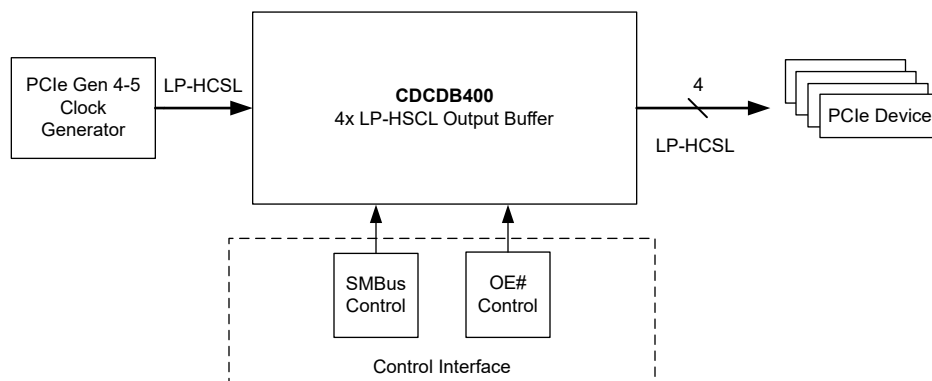 PCIe Gen 4-5
Clock
Generator
LP-HCSL
CDCDB400
4x LP-HSCL Output Buffer
4
LP-HCSL
PCIe Device
SMBus
Control
OE#
Control
Control Interface